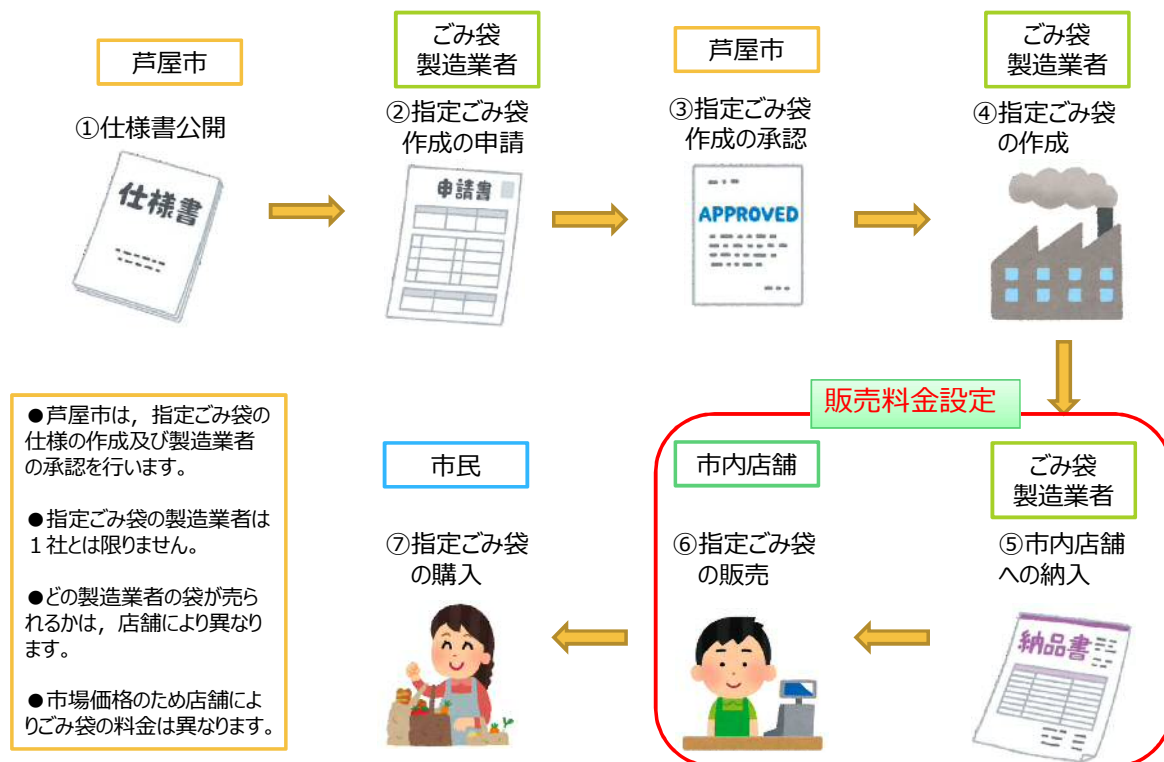 芦屋市
①仕様書公開
仕様書
ごみ袋
製造業者
②指定ごみ袋
作成の申請
申請書
芦屋市
③指定ごみ袋
作成の承認
APPROVED
ごみ袋
製造業者
④指定ごみ袋
の作成
販売料金設定
ごみ袋
製造業者
⑤市内店舗
への納入
納品書
市内店舗
⑥指定ごみ袋
の販売
市民
⑦指定ごみ袋
の購入
●芦屋市は，指定ごみ袋の
仕様の作成及び製造業者
の承認を行います。
●指定ごみ袋の製造業者は
１社とは限りません。
●どの製造業者の袋が売ら
れるかは，店舗により異なり
ます。
●市場価格のため店舗によ
りごみ袋の料金は異なります。